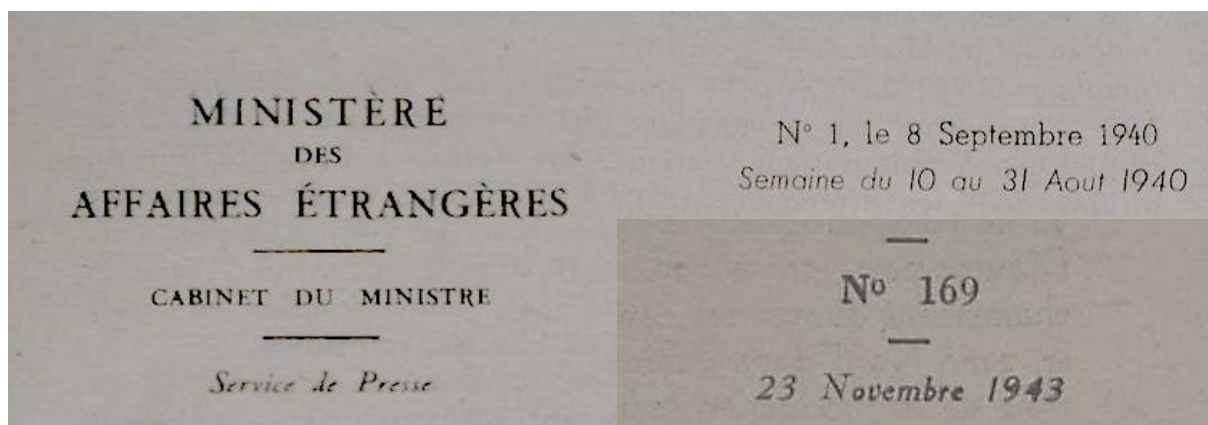 MINISTÈRE
DES
AFFAIRES ÉTRANGÈRES
CABINET DU MINISTRE
Service de Presse
N° 1, le 8 Septembre 1940
Semaine du 10 au 31 Aout 1940
Nº 169
23 Novembre 1943